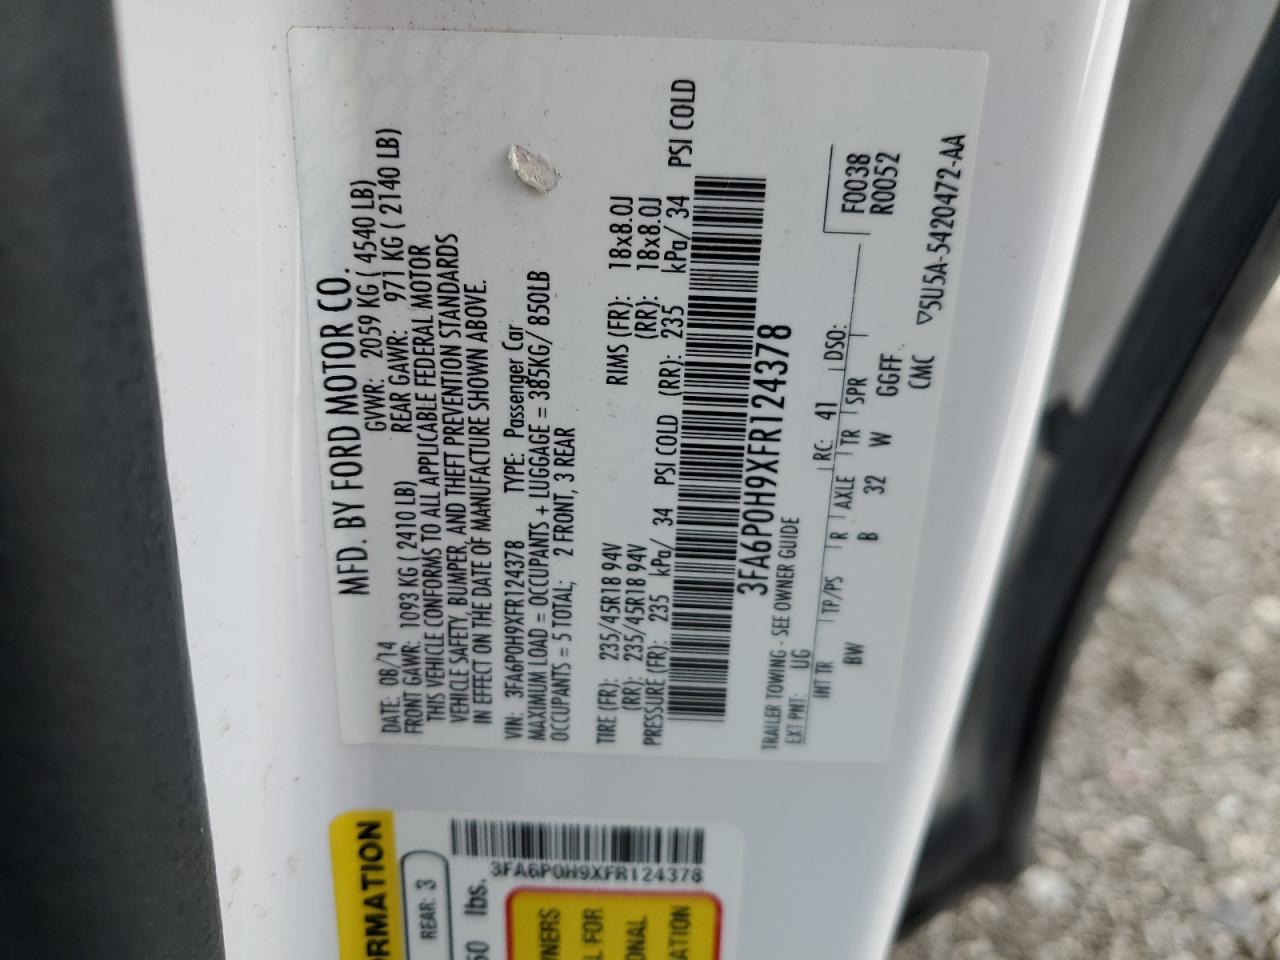 MFD. BY FORD MOTOR CO.
DATE: 08/14 GVWR: 2059 KG ( 4540 LB)
FRONT GAWR: 1093 KG ( 2410 LB) REAR GAWR: 971 KG ( 2140 LB)
THIS VEHICLE CONFORMS TO ALL APPLICABLE FEDERAL MOTOR
VEHICLE SAFETY, BUMPER, AND THEFT PREVENTION STANDARDS
IN EFFECT ON THE DATE OF MANUFACTURE SHOWN ABOVE.
VIN: 3FA6P0H9XFR124378 TYPE: Passenger Car
MAXIMUM LOAD = OCCUPANTS + LUGGAGE = 385KG/ 850LB
OCCUPANTS = 5 TOTAL; 2 FRONT, 3 REAR
TIRE (FR): 235/45R18 94V RIMS (FR): 18x8.0J
(RR): 235/45R18 94V (RR): 18x8.0J
PRESSURE (FR): 235 kPa/ 34 PSI COLD (RR): 235 kPa/ 34 PSI COLD
3FA6P0H9XFR124378
TRAILER TOWING - SEE OWNER GUIDE
EXT PNT: UG RC: 41 DSO: F0038
INT TR TP/PS R AXLE TR SPR R0052
BW B 32 W GGFF
CMC ▽5U5A-5420472-AA
ORMATION
REAR: 3
lbs.
3FA6P0H9XFR124378
WNERS
L FOR
ONAL
ATION